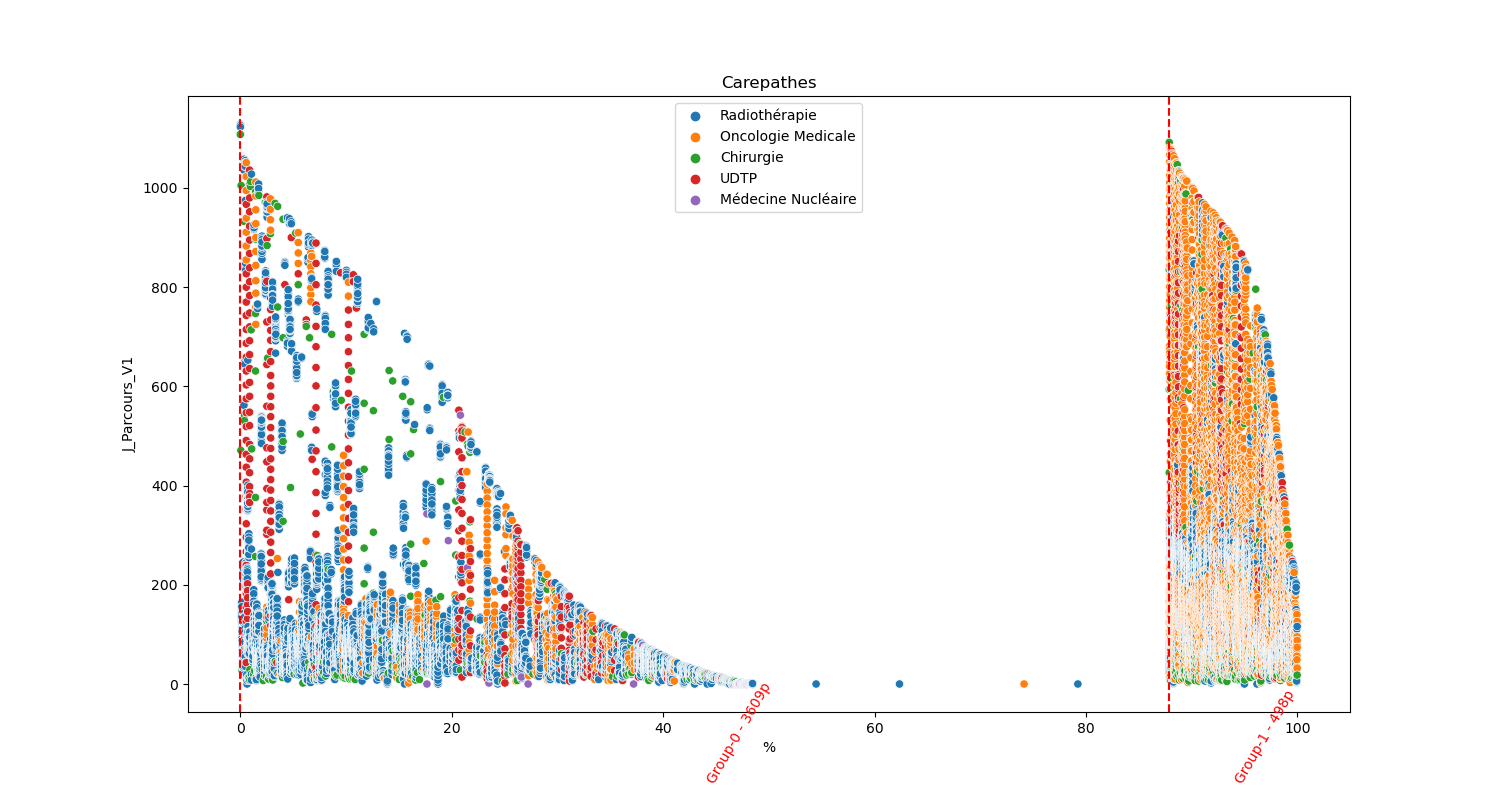 Carepathes
Radiothérapie
Oncologie Medicale
Chirurgie
UDTP
Médecine Nucléaire
J_Parcours_V1
1000
800
600
400
200
0
0 20 40 60 80 100
%
Group-0 - 3609p
Group-1 - 498p